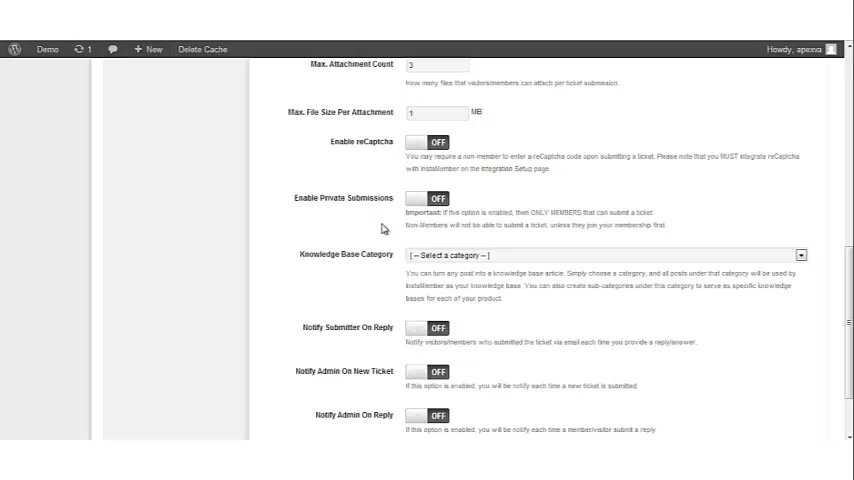 Demo 1 New Delete Cache Howdy, apexva
Max. Attachment Count 3
how many files that visitors/members can attach per ticket submission.
Max. File Size Per Attachment 1 MB
Enable reCaptcha OFF
You may require a non-member to enter a reCaptcha code upon submitting a ticket. Please note that you MUST integrate reCaptcha
with InstaMember on the Integration Setup page.
Enable Private Submissions OFF
Important: If this option is enabled, then ONLY MEMBERS that can submit a ticket.
Non-Members will not be able to submit a ticket, unless they join your membership first.
Knowledge Base Category [ -- Select a category -- ]
You can turn any post into a knowledge base article. Simply choose a category, and all posts under that category will be used by
InstaMember as your knowledge base. You can also create sub-categories under this category to serve as specific knowledge
bases for each of your product.
Notify Submitter On Reply OFF
Notify visitors/members who submitted the ticket via email each time you provide a reply/answer.
Notify Admin On New Ticket OFF
If this option is enabled, you will be notify each time a new ticket is submitted.
Notify Admin On Reply OFF
If this option is enabled, you will be notify each time a member/visitor submit a reply.